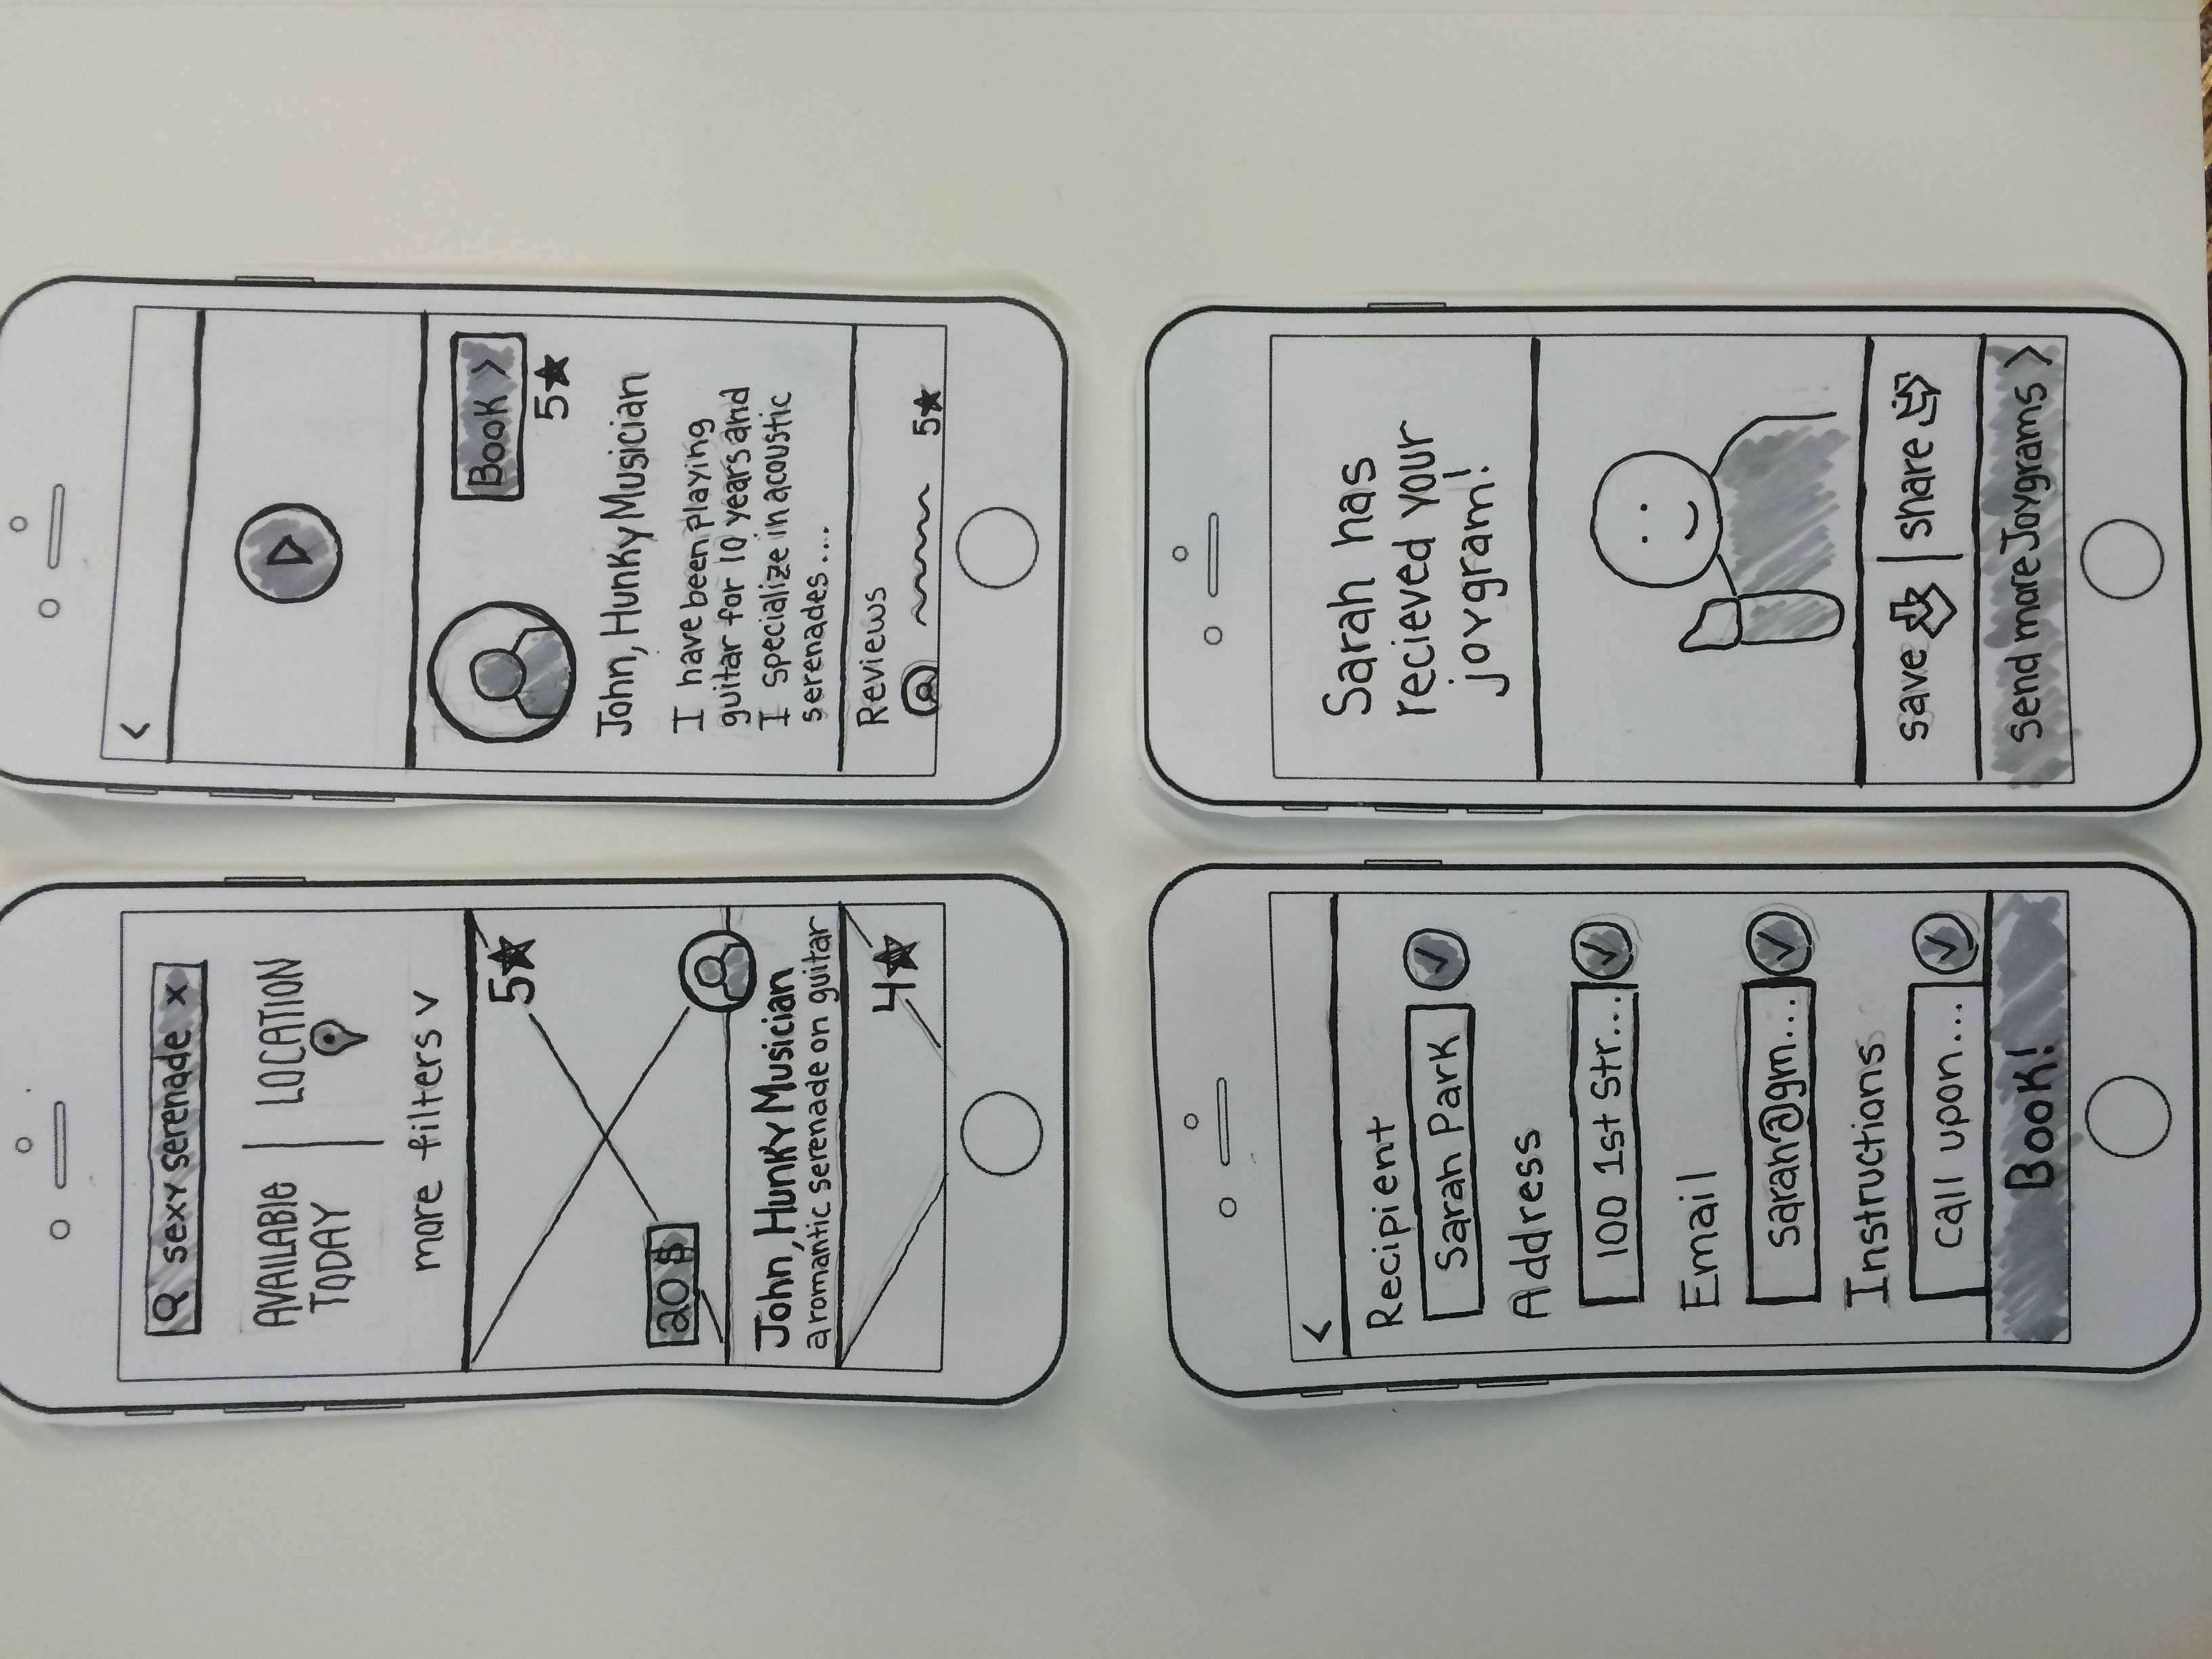 sexy serenade x
AVAILABLE
TODAY
LOCATION
more filters v
5★
20 $
John, Hunky Musician
a romantic serenade on guitar
4★
<
Book >
5★
John, Hunky Musician
I have been playing
guitar for 10 years and
I specialize in acoustic
serenades....
Reviews
5★
<
Recipient
Sarah Park
Address
100 1st Str...
Email
sarah@gm...
Instructions
call upon...
Book!
Sarah has
recieved your
joygram!
save
share
send more Joygrams >